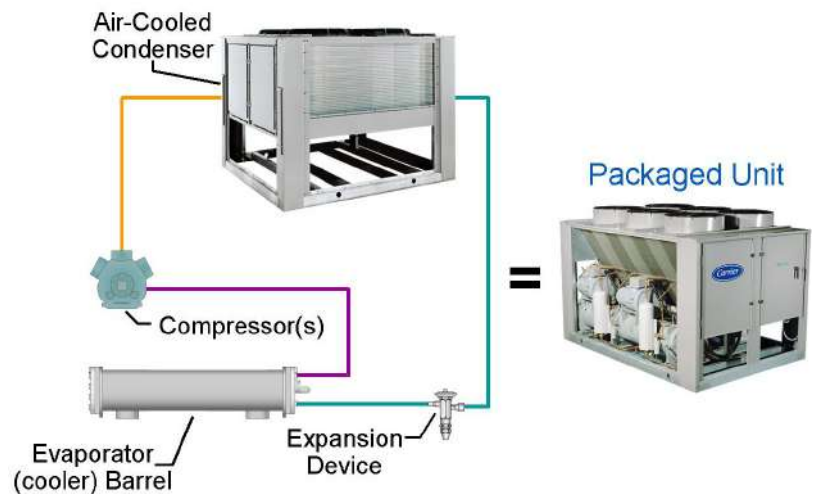 Air-Cooled
Condenser
Packaged Unit
Carrier
=
Compressor(s)
Evaporator
(cooler) Barrel
Expansion
Device